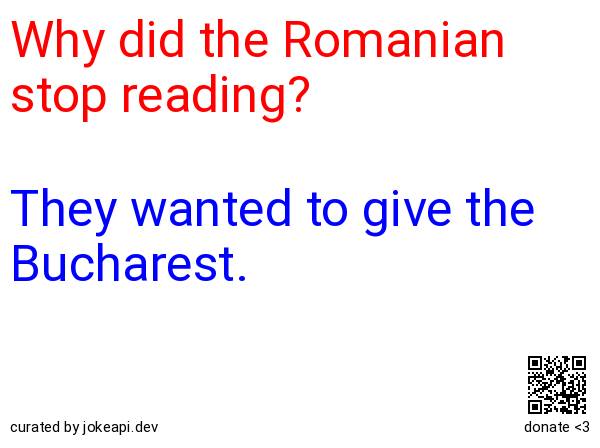 Why did the Romanian
stop reading?
They wanted to give the
Bucharest.
curated by jokeapi.dev
donate <3